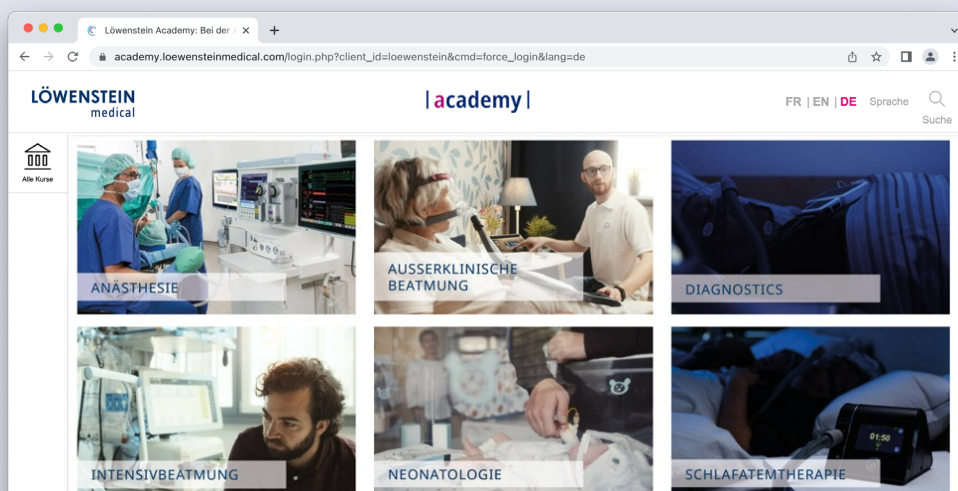 Löwenstein Academy: Bei der
academy.loewensteinmedical.com/login.php?client_id=loewenstein&cmd=force_login&lang=de
LÖWENSTEIN
medical
|academy|
FR | EN | DE Sprache
Suche
Alle Kurse
ANÄSTHESIE
AUSSERKLINISCHE
BEATMUNG
DIAGNOSTICS
INTENSIVBEATMUNG
NEONATOLOGIE
01:50
SCHLAFATEMTHERAPIE